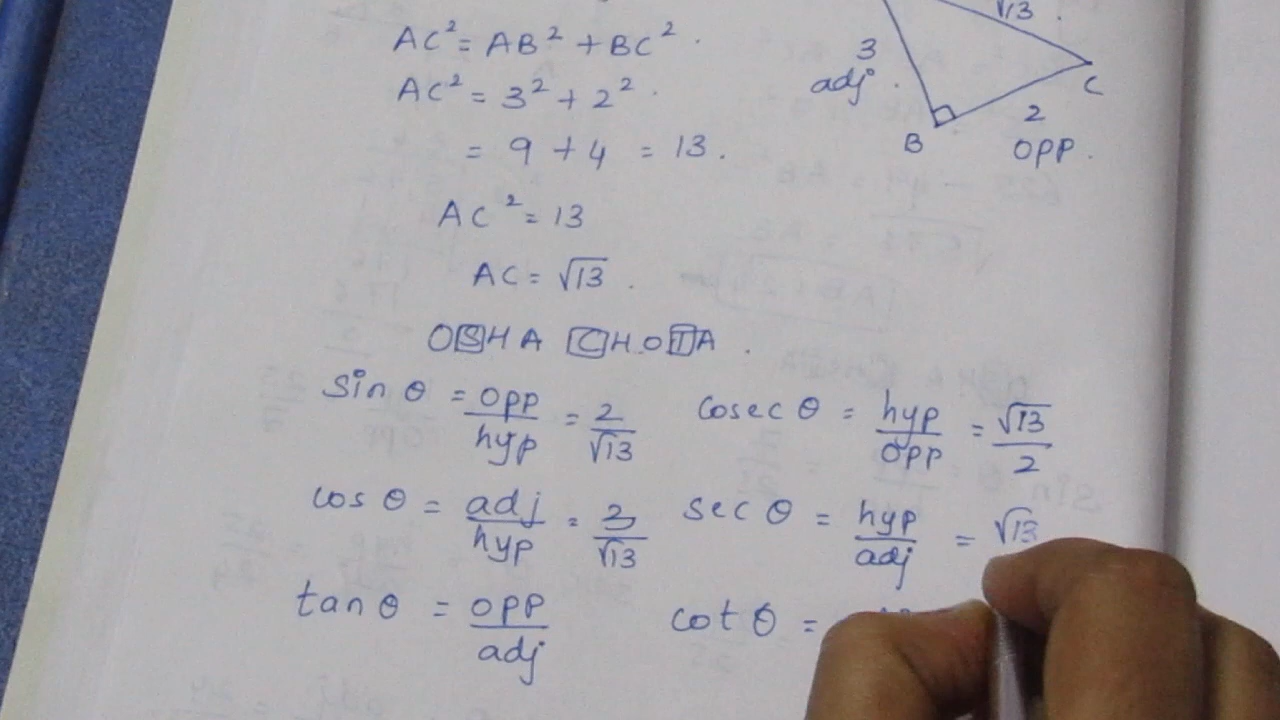 AC² = AB² + BC².
AC² = 3² + 2².
= 9 + 4 = 13.
AC² = 13
AC = √13.
OSHA CHOTA.
√13.
3
adj.
C
B
2
opp.
sin θ = opp/hyp = 2/√13
cosec θ = hyp/opp = √13/2
cos θ = adj/hyp = 3/√13
sec θ = hyp/adj = √13
tan θ = opp/adj
cot θ =